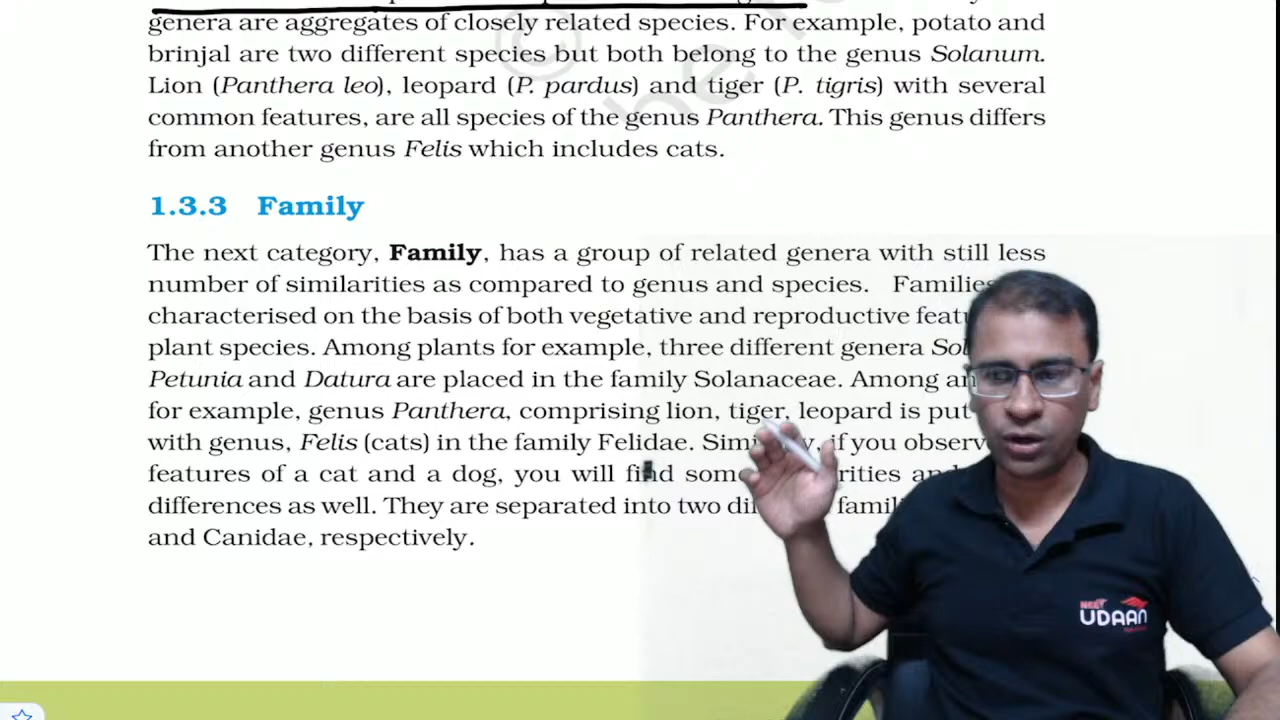 genera are aggregates of closely related species. For example, potato and
brinjal are two different species but both belong to the genus Solanum.
Lion (Panthera leo), leopard (P. pardus) and tiger (P. tigris) with several
common features, are all species of the genus Panthera. This genus differs
from another genus Felis which includes cats.
1.3.3 Family
The next category, Family, has a group of related genera with still less
number of similarities as compared to genus and species. Families
characterised on the basis of both vegetative and reproductive
plant species. Among plants for example, three different genera
Petunia and Datura are placed in the family Solanaceae. Among
for example, genus Panthera, comprising lion, tiger, leopard is put
with genus, Felis (cats) in the family Felidae. if you
features of a cat and a dog, you will find
differences as well. They are separated into two
and Canidae, respectively.
NEET
UDAAN